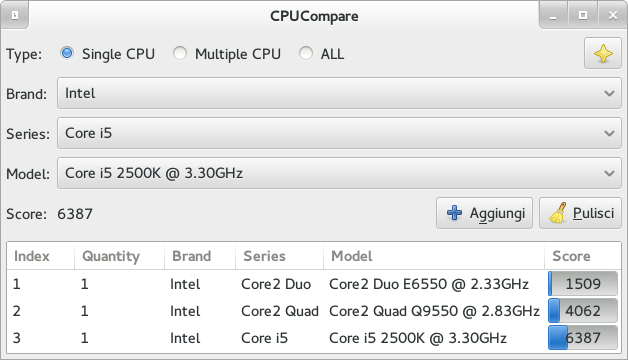 CPUCompare
Type: Single CPU Multiple CPU ALL
Brand: Intel
Series: Core i5
Model: Core i5 2500K @ 3.30GHz
Score: 6387 Aggiungi Pulisci
Index Quantity Brand Series Model Score
1 1 Intel Core2 Duo Core2 Duo E6550 @ 2.33GHz 1509
2 1 Intel Core2 Quad Core2 Quad Q9550 @ 2.83GHz 4062
3 1 Intel Core i5 Core i5 2500K @ 3.30GHz 6387